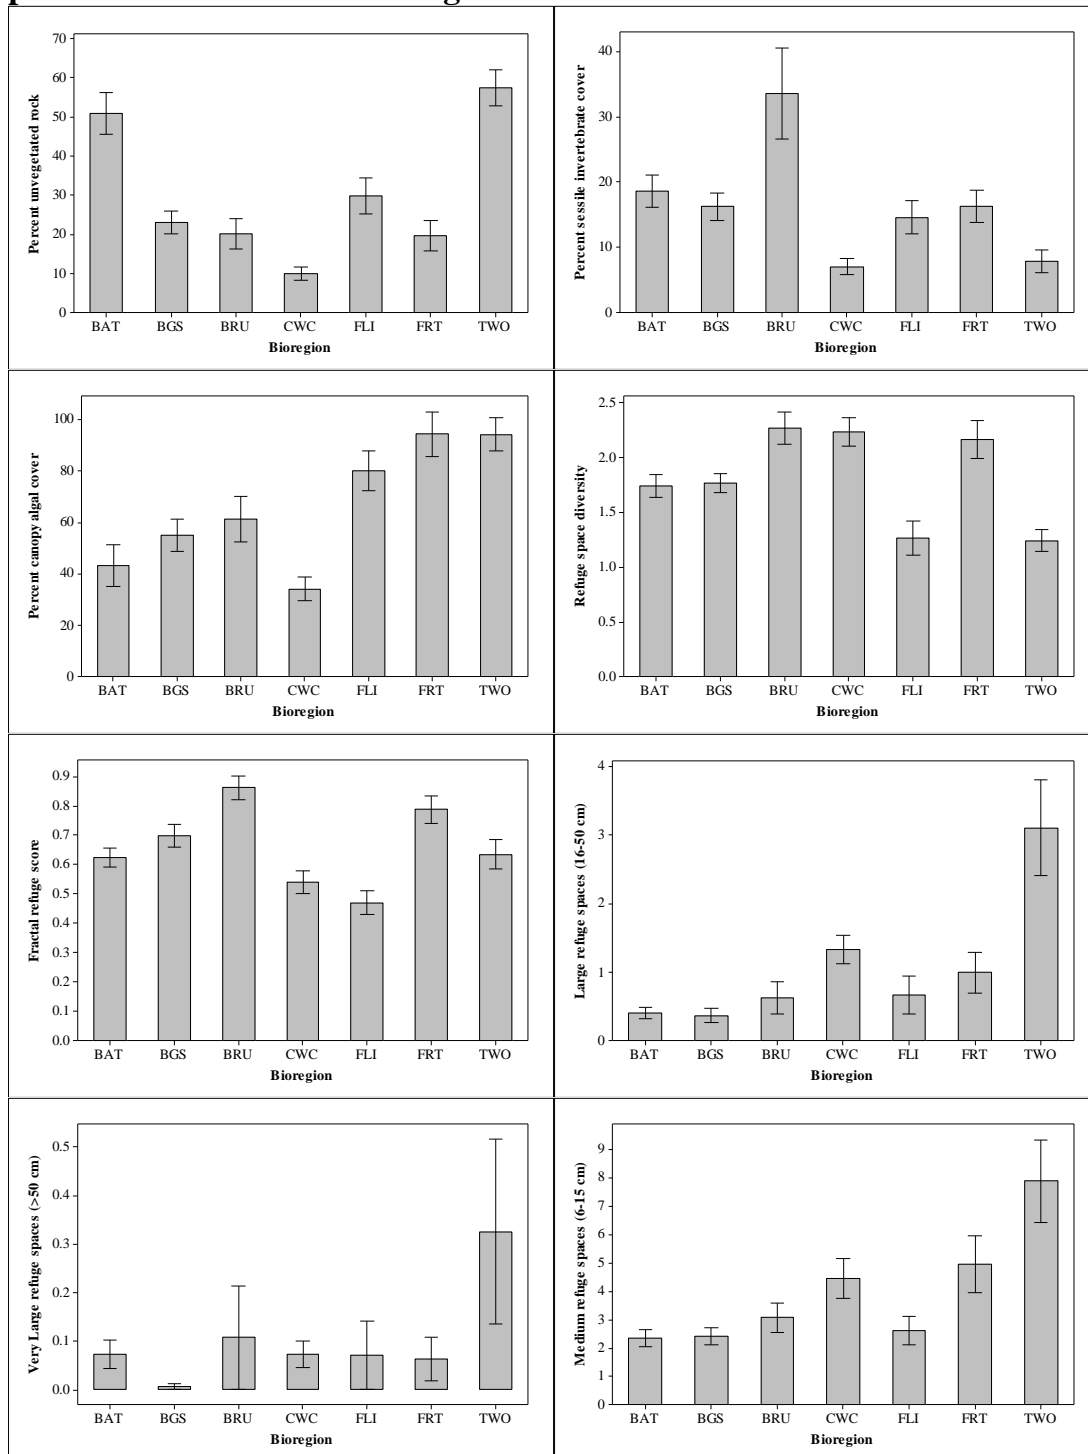 70
60
50
40
30
20
10
0
Percent unvegetated rock
BAT BGS BRU CWC FLI FRT TWO
Bioregion
40
30
20
10
0
Percent sessile invertebrate cover
BAT BGS BRU CWC FLI FRT TWO
Bioregion
100
80
60
40
20
0
Percent canopy algal cover
BAT BGS BRU CWC FLI FRT TWO
Bioregion
2.5
2.0
1.5
1.0
0.5
0.0
Refuge space diversity
BAT BGS BRU CWC FLI FRT TWO
Bioregion
0.9
0.8
0.7
0.6
0.5
0.4
0.3
0.2
0.1
0.0
Fractal refuge score
BAT BGS BRU CWC FLI FRT TWO
Bioregion
4
3
2
1
0
Large refuge spaces (16-50 cm)
BAT BGS BRU CWC FLI FRT TWO
Bioregion
0.5
0.4
0.3
0.2
0.1
0.0
Very Large refuge spaces (>50 cm)
BAT BGS BRU CWC FLI FRT TWO
Bioregion
9
8
7
6
5
4
3
2
1
0
Medium refuge spaces (6-15 cm)
BAT BGS BRU CWC FLI FRT TWO
Bioregion